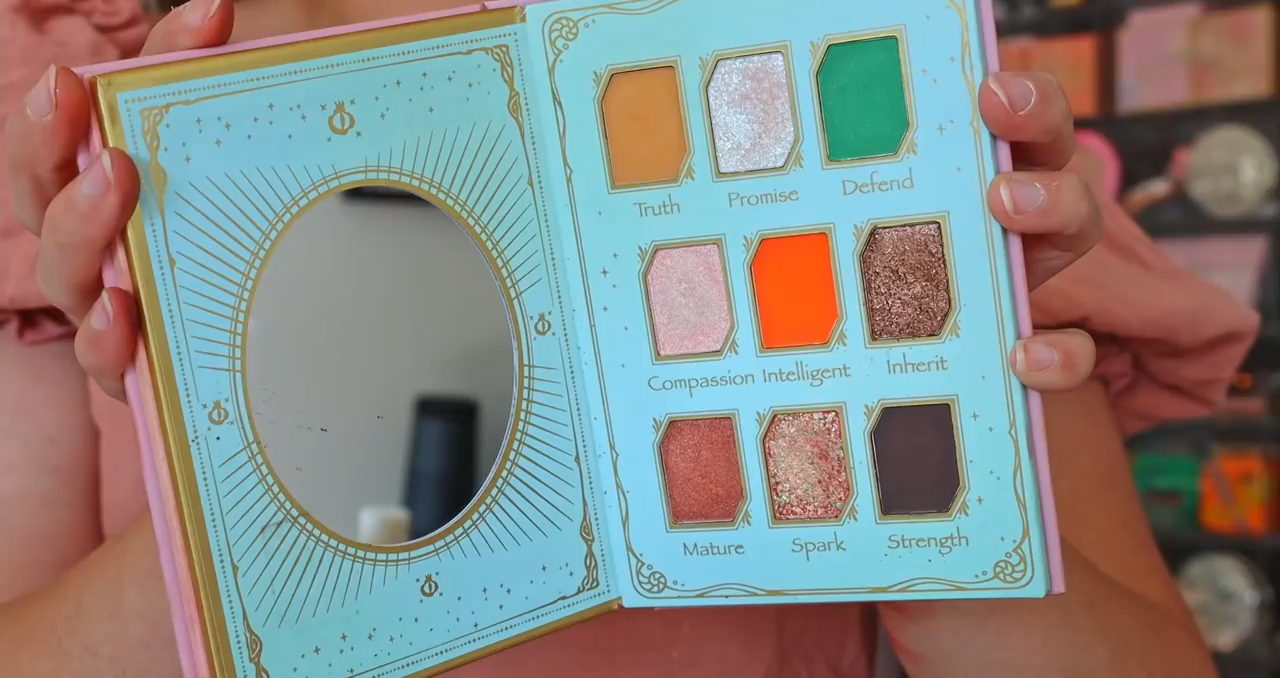 Truth Promise Defend
Compassion Intelligent Inherit
Mature Spark Strength